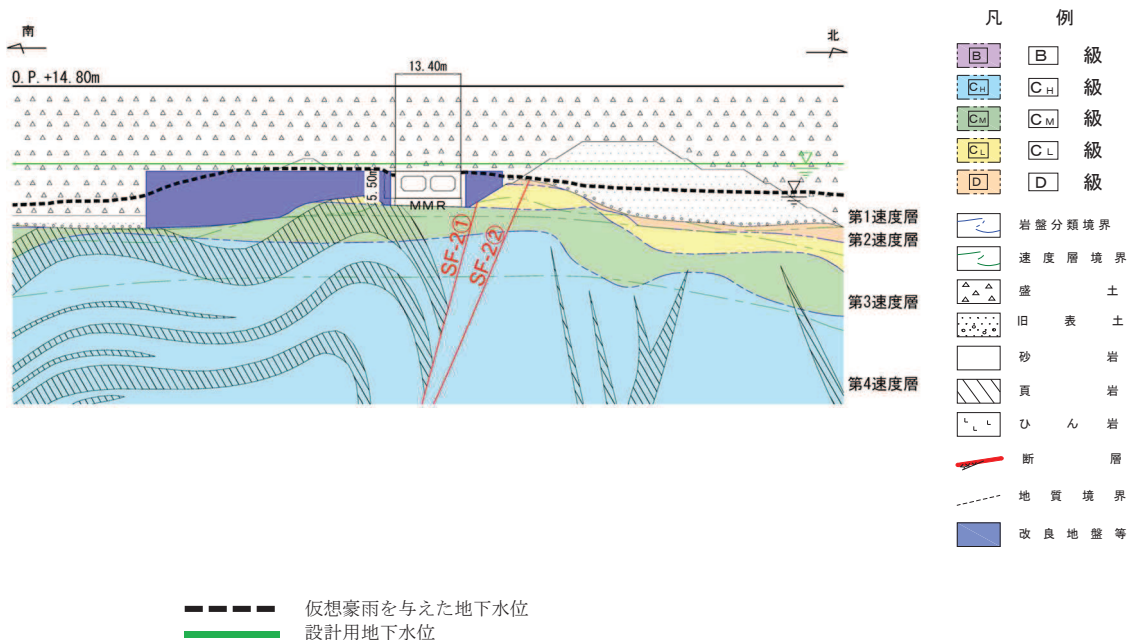 南
北
O.P.+14.80m
13.40m
5.50m
MMR
SF-2①
SF-2②
第1速度層
第2速度層
第3速度層
第4速度層
凡 例
B B 級
CH CH 級
CM CM 級
CL CL 級
D D 級
岩盤分類境界
速度層境界
盛土
旧表土
砂岩
頁岩
ひん岩
断層
地質境界
改良地盤等
仮想豪雨を与えた地下水位
設計用地下水位